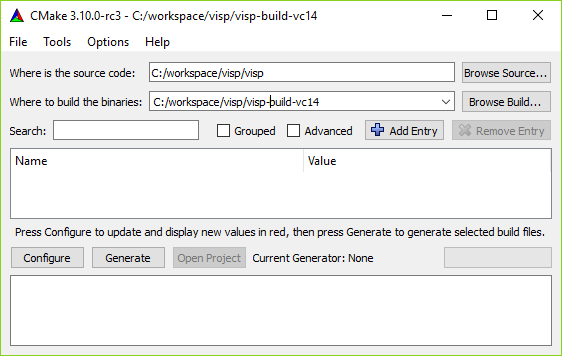 CMake 3.10.0-rc3 - C:/workspace/visp/visp-build-vc14
File Tools Options Help
Where is the source code: C:/workspace/visp/visp Browse Source...
Where to build the binaries: C:/workspace/visp/visp-build-vc14 Browse Build...
Search: Grouped Advanced Add Entry Remove Entry
Name Value
Press Configure to update and display new values in red, then press Generate to generate selected build files.
Configure Generate Open Project Current Generator: None